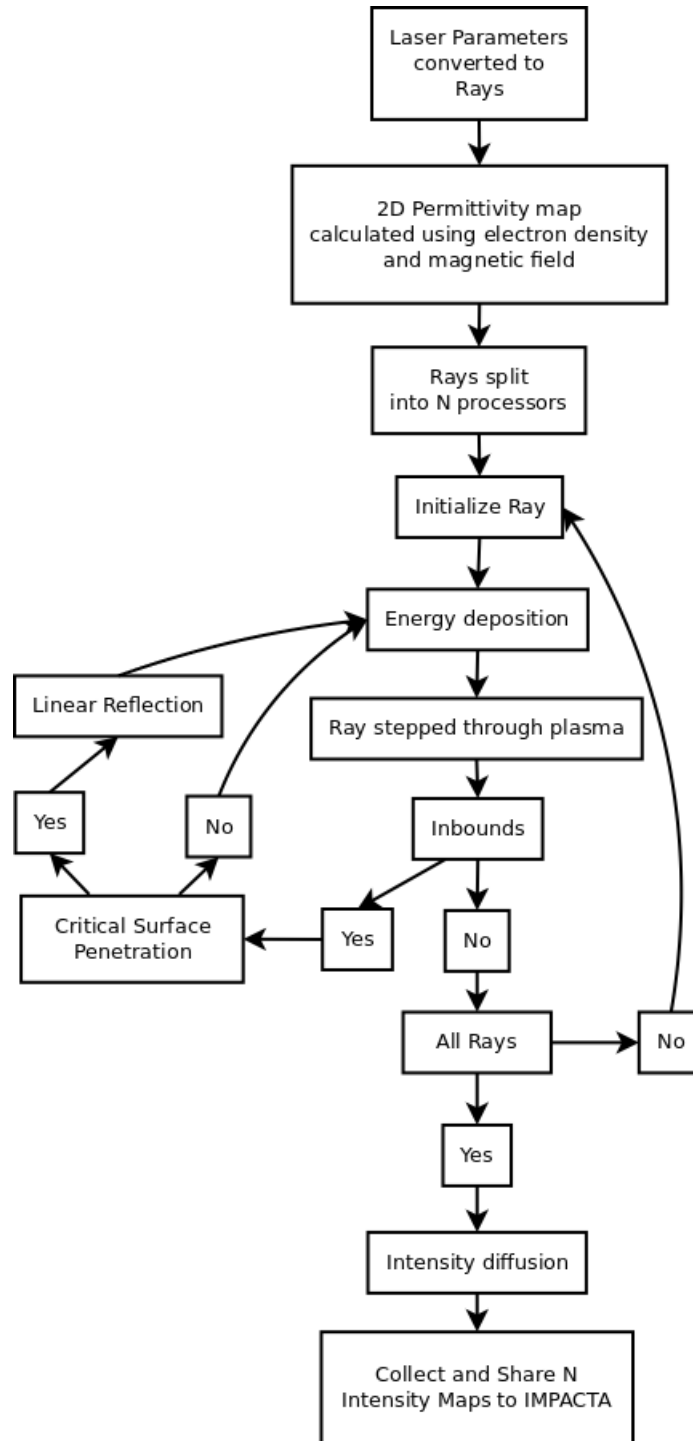 Laser Parameters
converted to
Rays
2D Permittivity map
calculated using electron density
and magnetic field
Rays split
into N processors
Initialize Ray
Energy deposition
Linear Reflection
Ray stepped through plasma
Yes
No
Inbounds
Critical Surface
Penetration
Yes
No
All Rays
No
Yes
Intensity diffusion
Collect and Share N
Intensity Maps to IMPACTA